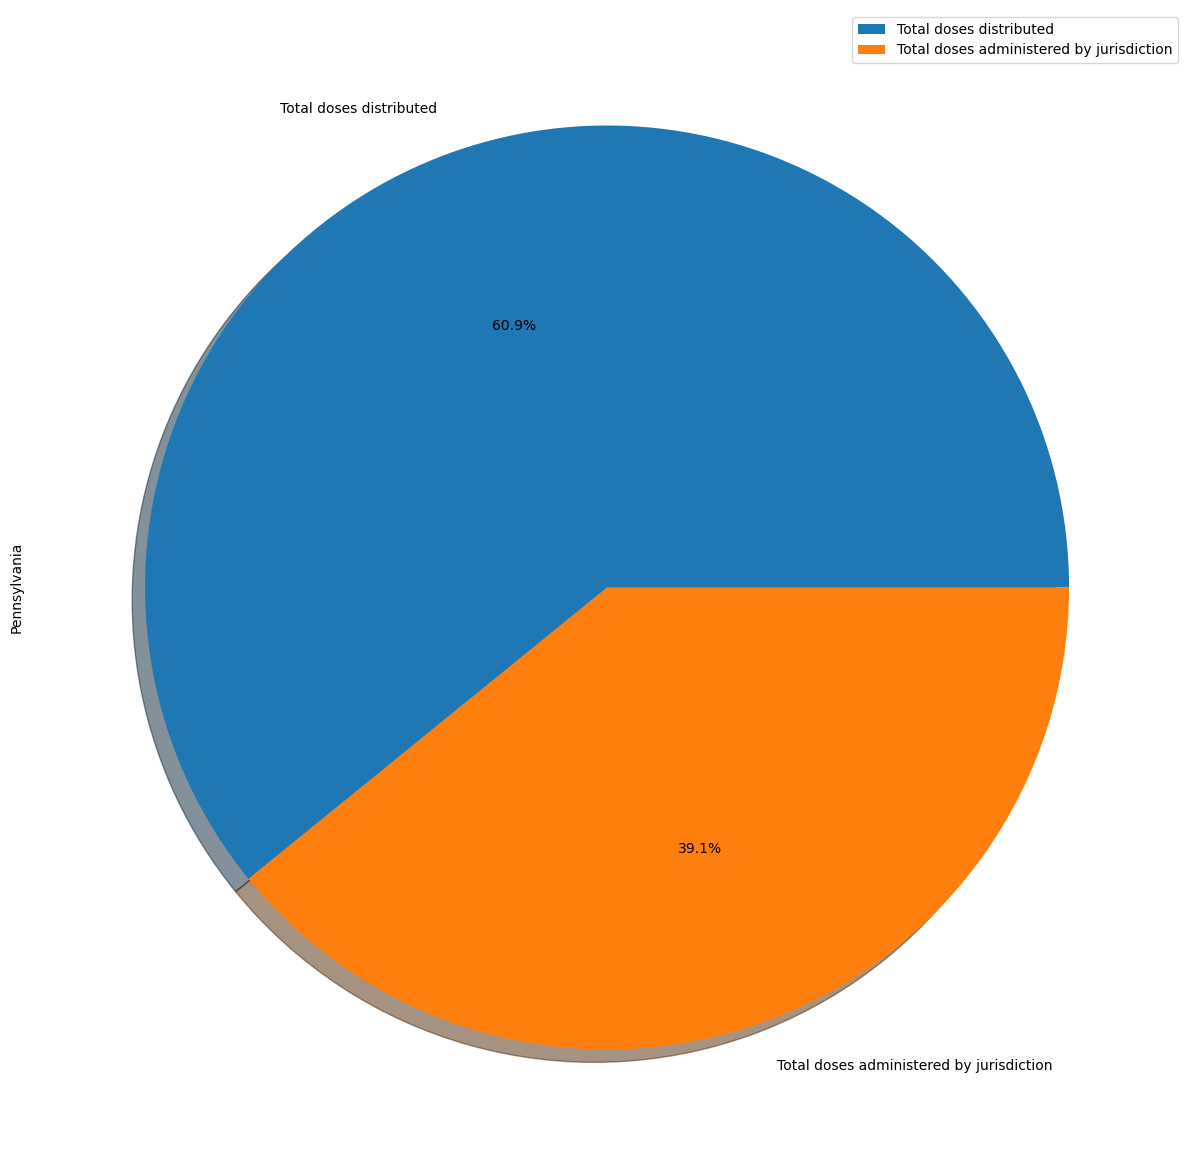 Total doses distributed
Total doses administered by jurisdiction
Total doses distributed
60.9%
Pennsylvania
39.1%
Total doses administered by jurisdiction